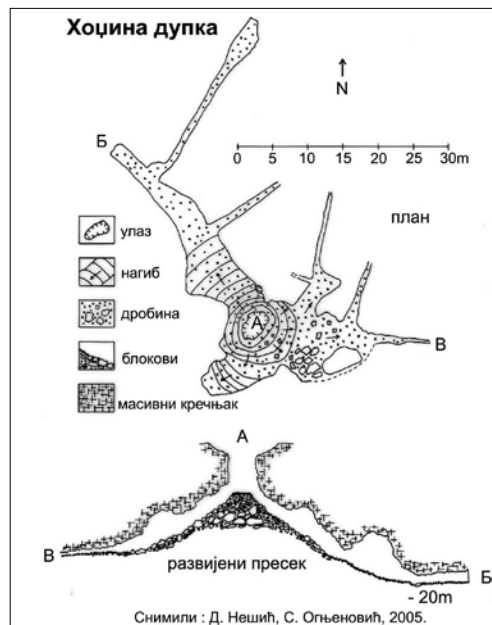 Хоџина дупка
N
0 5 10 15 20 25 30m
Б
план
улаз
нагиб
дробина
блокови
масивни кречњак
А
В
А
В
Б
развијени пресек
- 20m
Снимили : Д. Нешић, С. Огњеновић, 2005.